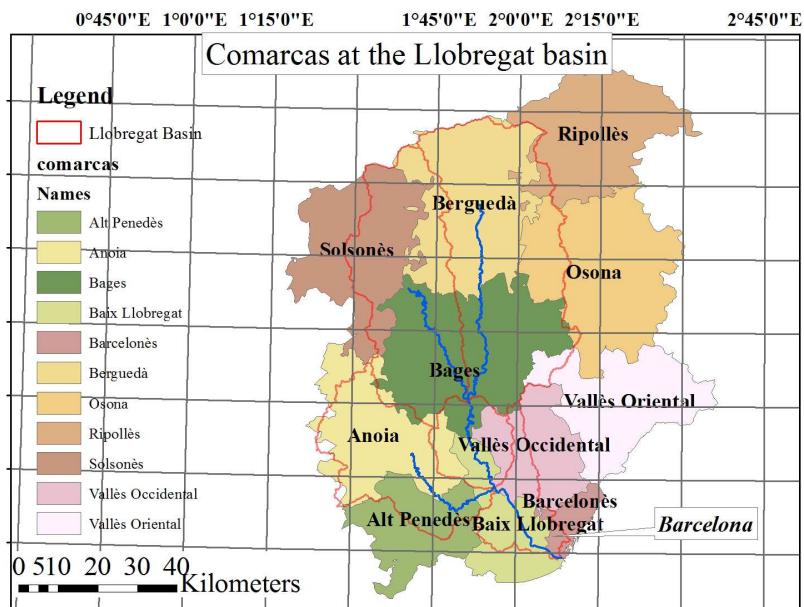 0°45'0"E 1°0'0"E 1°15'0"E 1°45'0"E 2°0'0"E 2°15'0"E 2°45'0"E
Comarcas at the Llobregat basin
Legend
Llobregat Basin
comarcas
Names
Alt Penedès
Anoia
Bages
Baix Llobregat
Barcelonès
Berguedà
Osona
Ripollès
Solsonès
Vallès Occidental
Vallès Oriental
Ripollès
Berguedà
Solsonès
Osona
Bages
Vallès Oriental
Anoia
Vallès Occidental
Barcelonès
Alt Penedès
Baix Llobregat
Barcelona
0 5 10 20 30 40
Kilometers